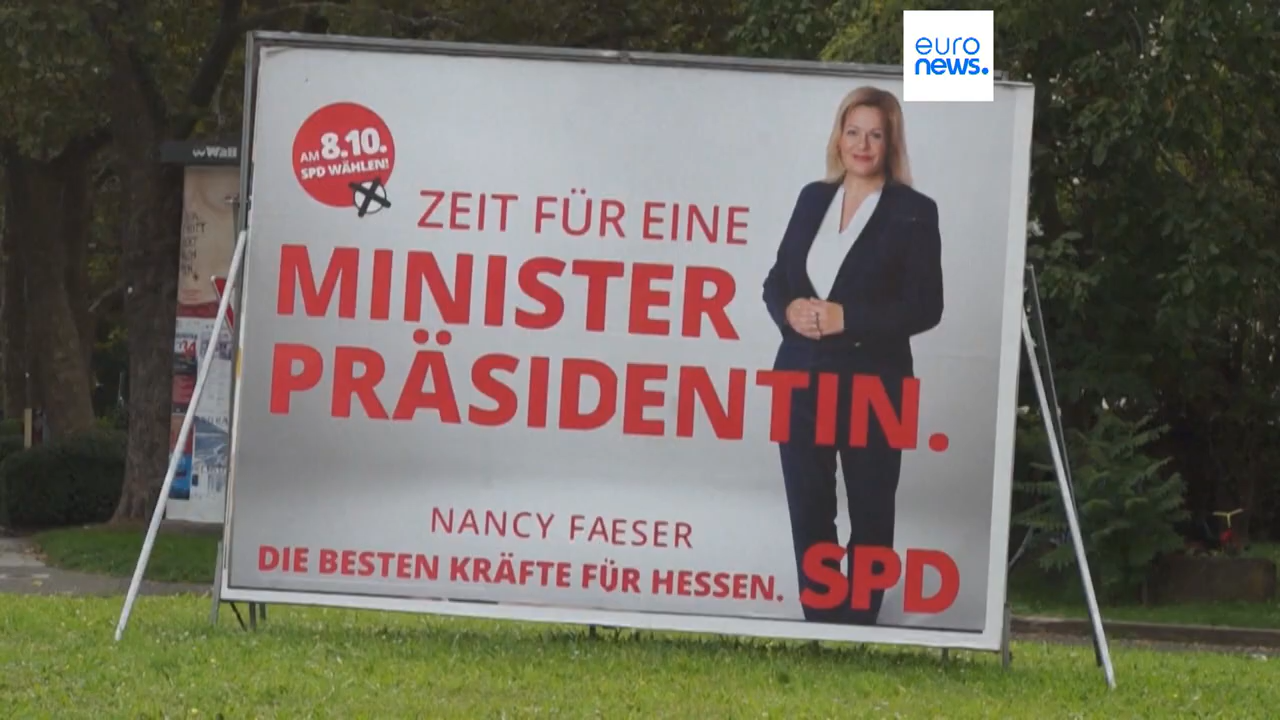 euro
news.
wall
AM 8.10.
SPD WÄHLEN!
ZEIT FÜR EINE
MINISTER
PRÄSIDENTIN.
NANCY FAESER
DIE BESTEN KRÄFTE FÜR HESSEN.
SPD